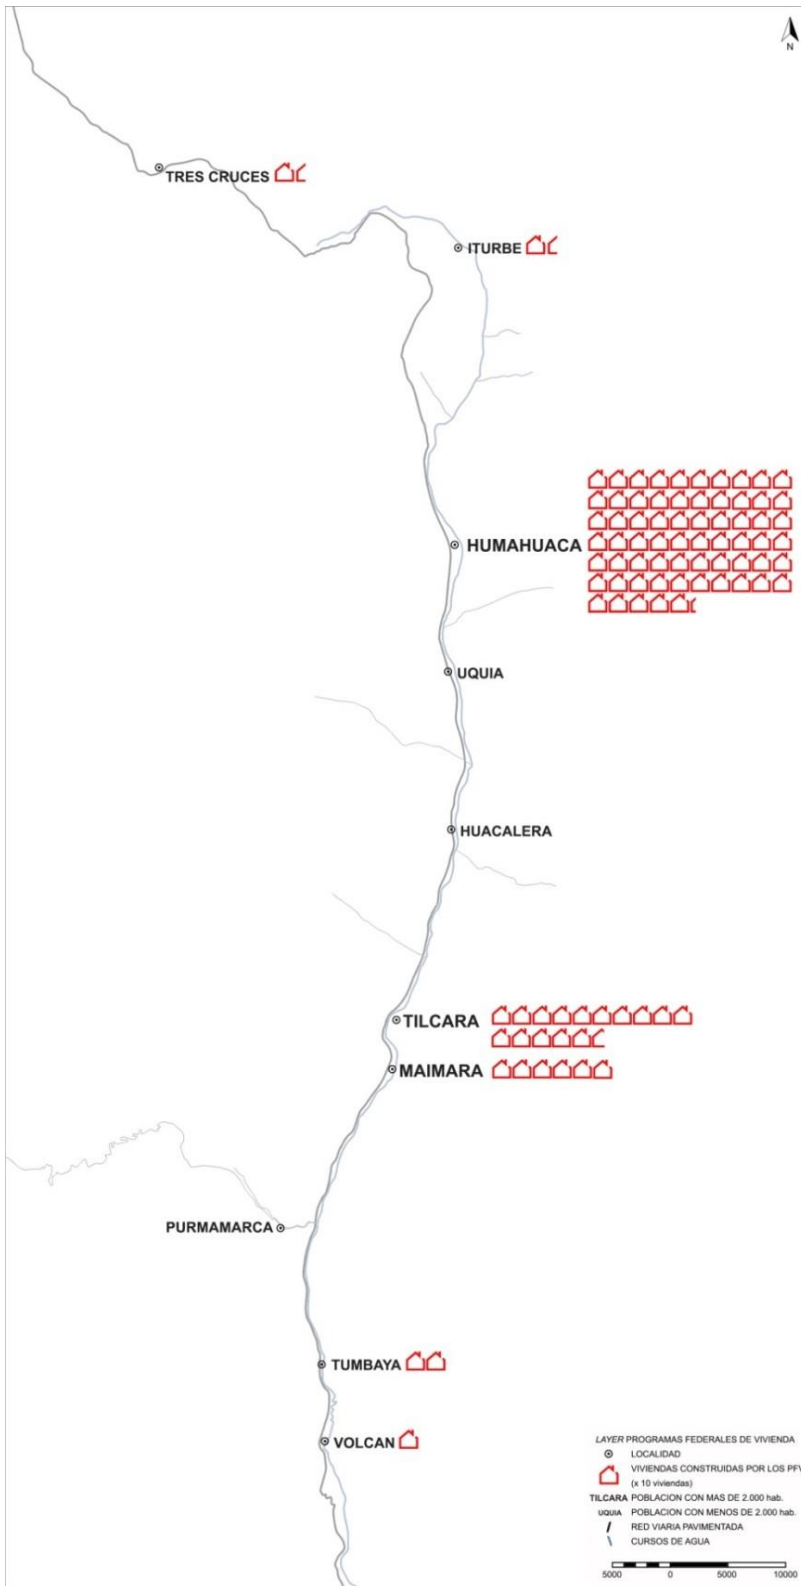 N
TRES CRUCES
ITURBE
HUMAHUACA
UQUIA
HUACALERA
TILCARA
MAIMARA
PURMAMARCA
TUMBAYA
VOLCAN
LAYER PROGRAMAS FEDERALES DE VIVIENDA
LOCALIDAD
VIVIENDAS CONSTRUIDAS POR LOS PFV
(x 10 viviendas)
TILCARA POBLACION CON MAS DE 2.000 hab.
UQUIA POBLACION CON MENOS DE 2.000 hab.
RED VIARIA PAVIMENTADA
CURSOS DE AGUA
5000 0 5000 10000